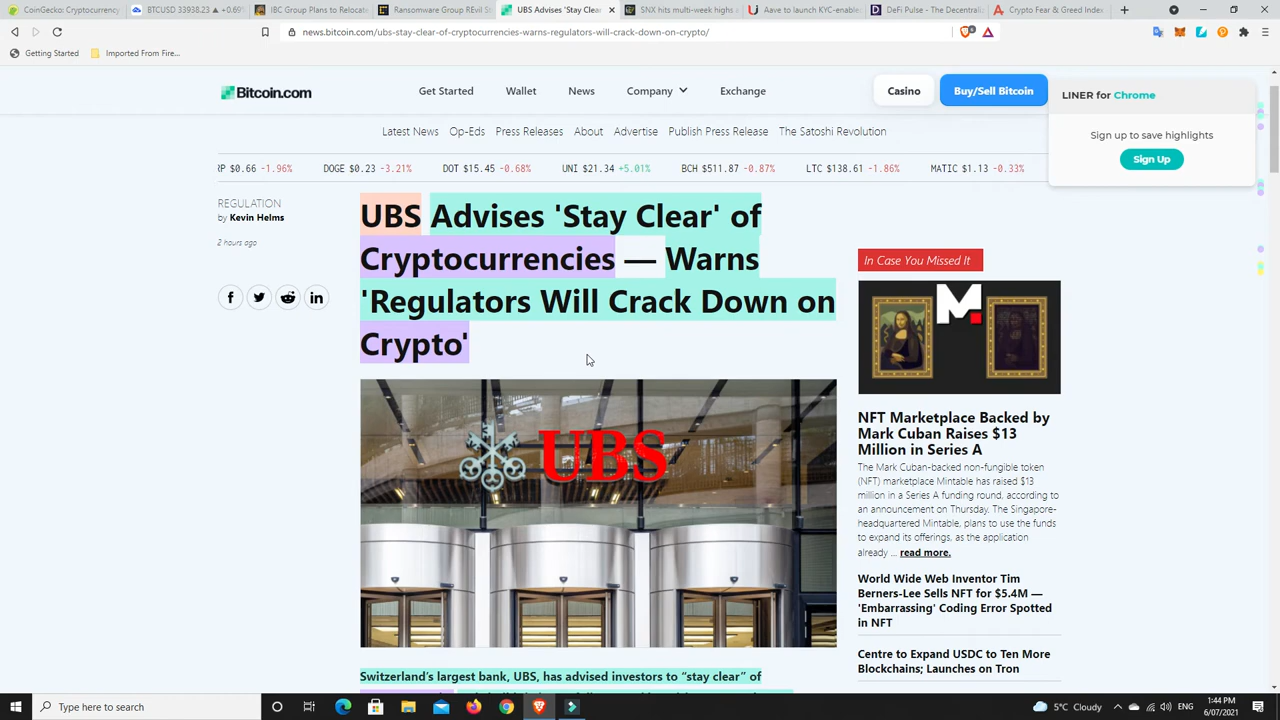 CoinGecko: Cryptocurrency
BTCUSD 33938.23 ▲ +0.69
IBC Group Plans to Relocate
Ransomware Group REvil S
UBS Advises 'Stay Clear
SNX hits multi-week highs
Aave to launch KYC-enable
DeFi Pulse - The Decentrali
Crypto Fear & Greed Index
news.bitcoin.com/ubs-stay-clear-of-cryptocurrencies-warns-regulators-will-crack-down-on-crypto/
Getting Started
Imported From Fire...
Bitcoin.com
Get Started
Wallet
News
Company
Exchange
Casino
Buy/Sell Bitcoin
LINER for Chrome
Sign up to save highlights
Sign Up
Latest News
Op-Eds
Press Releases
About
Advertise
Publish Press Release
The Satoshi Revolution
RP $0.66 -1.96%
DOGE $0.23 -3.21%
DOT $15.45 -0.68%
UNI $21.34 +5.01%
BCH $511.87 -0.87%
LTC $138.61 -1.86%
MATIC $1.13 -0.33%
REGULATION
by Kevin Helms
2 hours ago
UBS Advises 'Stay Clear' of
Cryptocurrencies — Warns
'Regulators Will Crack Down on
Crypto'
UBS
Switzerland's largest bank, UBS, has advised investors to "stay clear" of
In Case You Missed It
M
NFT Marketplace Backed by
Mark Cuban Raises $13
Million in Series A
The Mark Cuban-backed non-fungible token
(NFT) marketplace Mintable has raised $13
million in a Series A funding round, according to
an announcement on Thursday. The Singapore-
headquartered Mintable, plans to use the funds
to expand its offerings, as the application
already ... read more.
World Wide Web Inventor Tim
Berners-Lee Sells NFT for $5.4M —
'Embarrassing' Coding Error Spotted
in NFT
Centre to Expand USDC to Ten More
Blockchains; Launches on Tron
Type here to search
5°C Cloudy
1:44 PM
6/07/2021